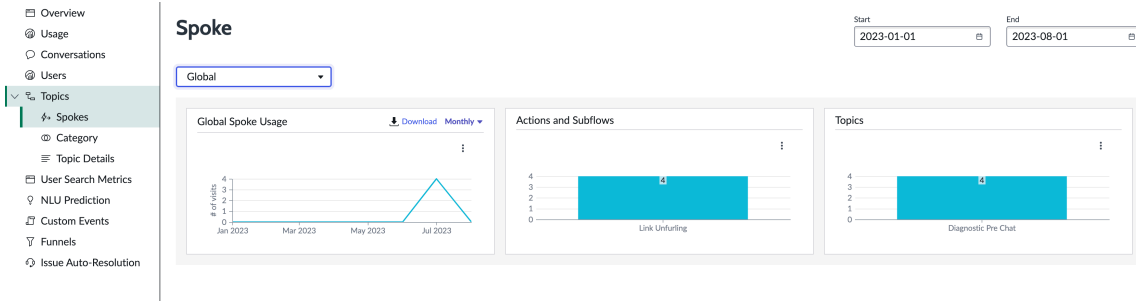 Overview
Usage
Conversations
Users
Topics
Spokes
Category
Topic Details
User Search Metrics
NLU Prediction
Custom Events
Funnels
Issue Auto-Resolution
Spoke
Start
2023-01-01
End
2023-08-01
Global
Global Spoke Usage
Download Monthly
# of visits
4
3
2
1
0
Jan 2023 Mar 2023 May 2023 Jul 2023
Actions and Subflows
4
3
2
1
0
4
Link Unfurling
Topics
4
3
2
1
0
4
Diagnostic Pre Chat